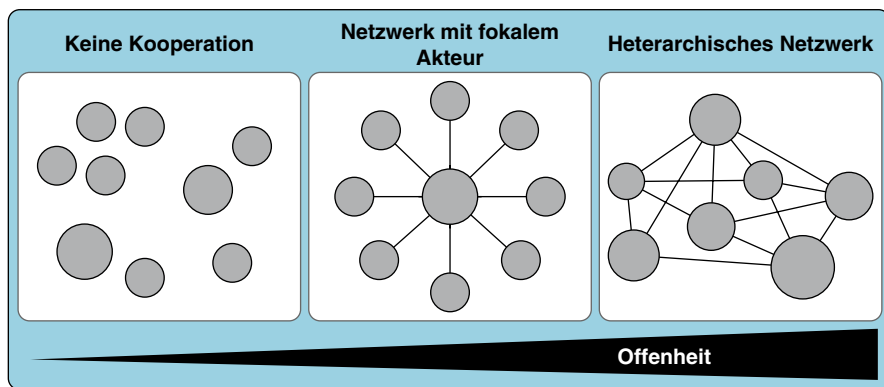 Keine Kooperation
Netzwerk mit fokalem
Akteur
Heterarchisches Netzwerk
Offenheit